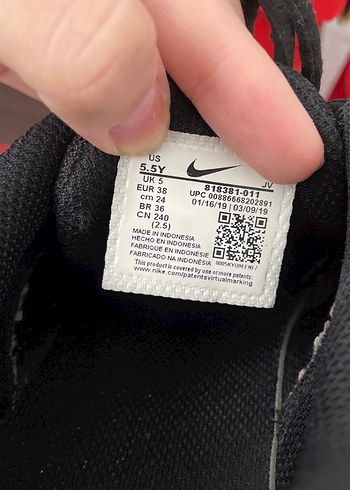 US
5.5Y
UK 5
EUR 38
cm 24
BR 36
CN 240
(2.5)
JV
818381-011
UPC 00886668202891
01/16/19 | 03/09/19
MADE IN INDONESIA
HECHO EN INDONESIA
FABRIQUE EN INDONESIE
FABRICADO NA INDONÉSIA
This product is covered by one or more patents:
www.nike.com/patentsvirtualmarking